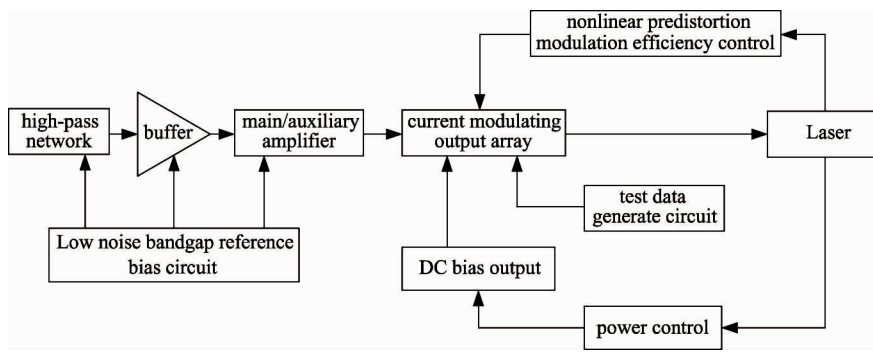 nonlinear predistortion
modulation efficiency control
high-pass
network
buffer
main/auxiliary
amplifier
current modulating
output array
Laser
test data
generate circuit
Low noise bandgap reference
bias circuit
DC bias output
power control